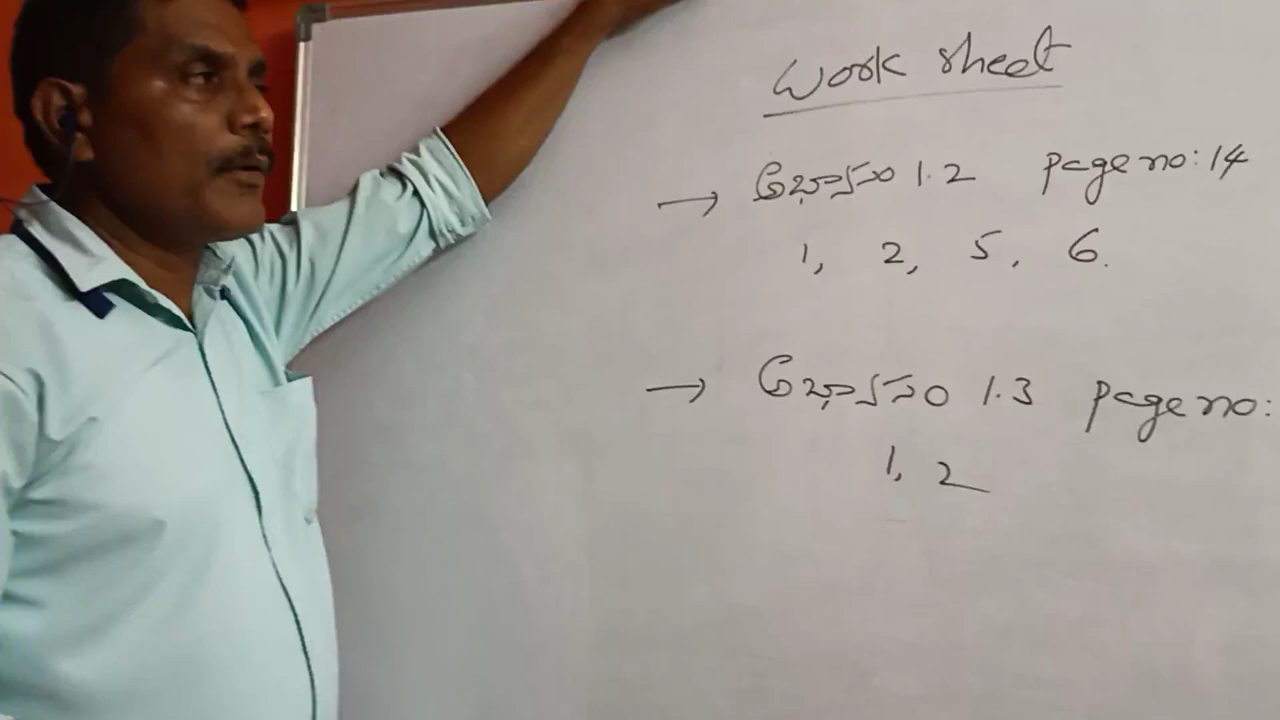 Work sheet
→ అభ్యాసం 1.2 page no: 14
1, 2, 5, 6.
→ అభ్యాసం 1.3 page no:
1, 2